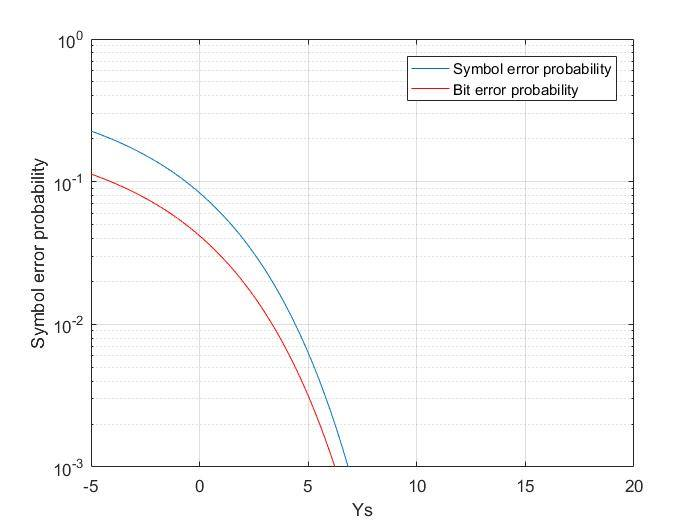 10^0
Symbol error probability
Bit error probability
10^-1
Symbol error probability
10^-2
10^-3
-5 0 5 10 15 20
Ys